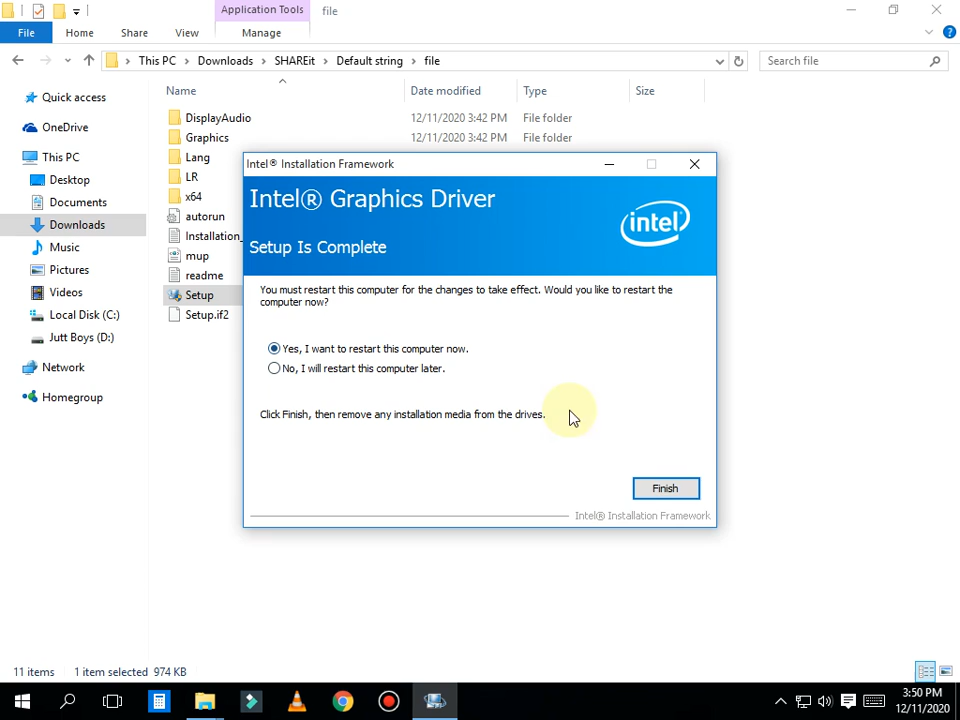 Application Tools
file
File
Home
Share
View
Manage
This PC
Downloads
SHAREit
Default string
file
Search file
Name
Date modified
Type
Size
Quick access
OneDrive
This PC
Desktop
Documents
Downloads
Music
Pictures
Videos
Local Disk (C:)
Jutt Boys (D:)
Network
Homegroup
DisplayAudio 12/11/2020 3:42 PM File folder
Graphics 12/11/2020 3:42 PM File folder
Lang
LR
x64
autorun
Installation_
mup
readme
Setup
Setup.if2
Intel® Installation Framework
Intel® Graphics Driver
intel
Setup Is Complete
You must restart this computer for the changes to take effect. Would you like to restart the
computer now?
Yes, I want to restart this computer now.
No, I will restart this computer later.
Click Finish, then remove any installation media from the drives.
Finish
Intel® Installation Framework
11 items 1 item selected 974 KB
3:50 PM
12/11/2020